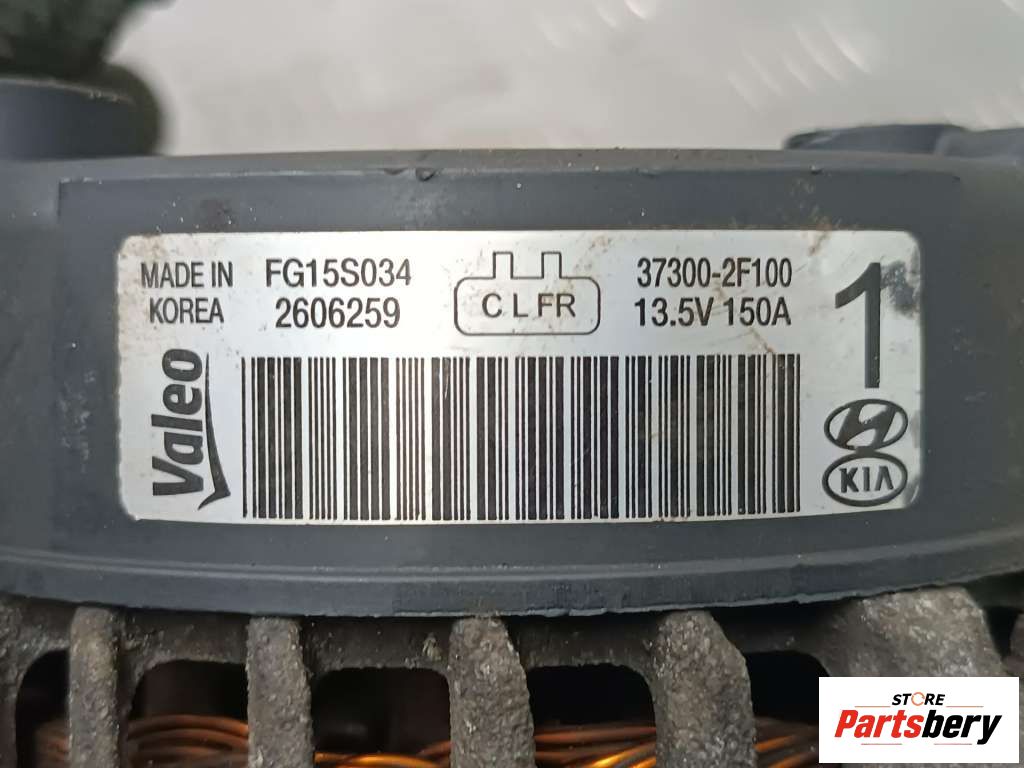 MADE IN FG15S034 37300-2F100
KOREA 2606259 C L FR 13.5V 150A
1
Valeo
KIA
STORE
Partsbery